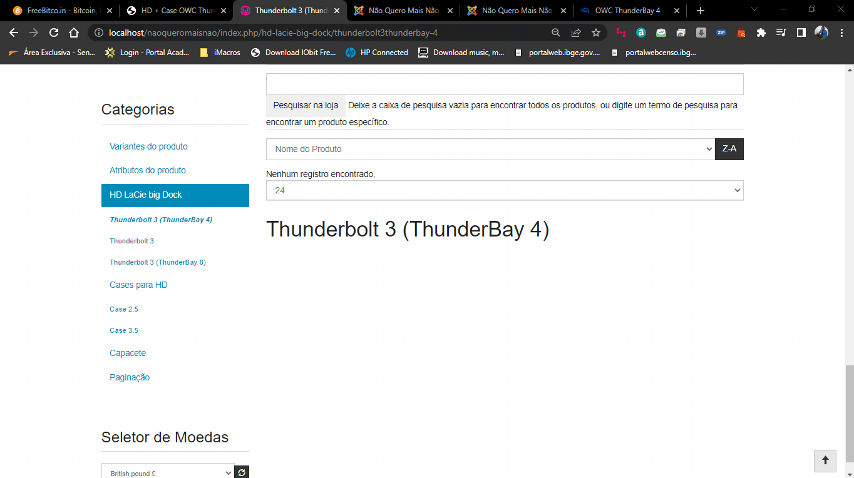 FreeBitco.in - Bitcoin,
HD + Case OWC Thun
Thunderbolt 3 (Thund
Não Quero Mais Não
Não Quero Mais Não
OWC ThunderBay 4
localhost/naoqueromaisnao/index.php/hd-lacie-big-dock/thunderbolt3thunderbay-4
Área Exclusiva - Sen...
Login - Portal Acad...
iMacros
Download IObit Fre...
HP Connected
Download music, m...
portalweb.ibge.gov....
portalwebcenso.ibg...
Categorias
Variantes do produto
Atributos do produto
HD LaCie big Dock
Thunderbolt 3 (ThunderBay 4)
Thunderbolt 3
Thunderbolt 3 (ThunderBay 8)
Cases para HD
Case 2.5
Case 3.5
Capacete
Paginação
Seletor de Moedas
British pound £
Pesquisar na loja Deixe a caixa de pesquisa vazia para encontrar todos os produtos, ou digite um termo de pesquisa para
encontrar um produto específico.
Nome do Produto
Z-A
Nenhum registro encontrado,
24
Thunderbolt 3 (ThunderBay 4)